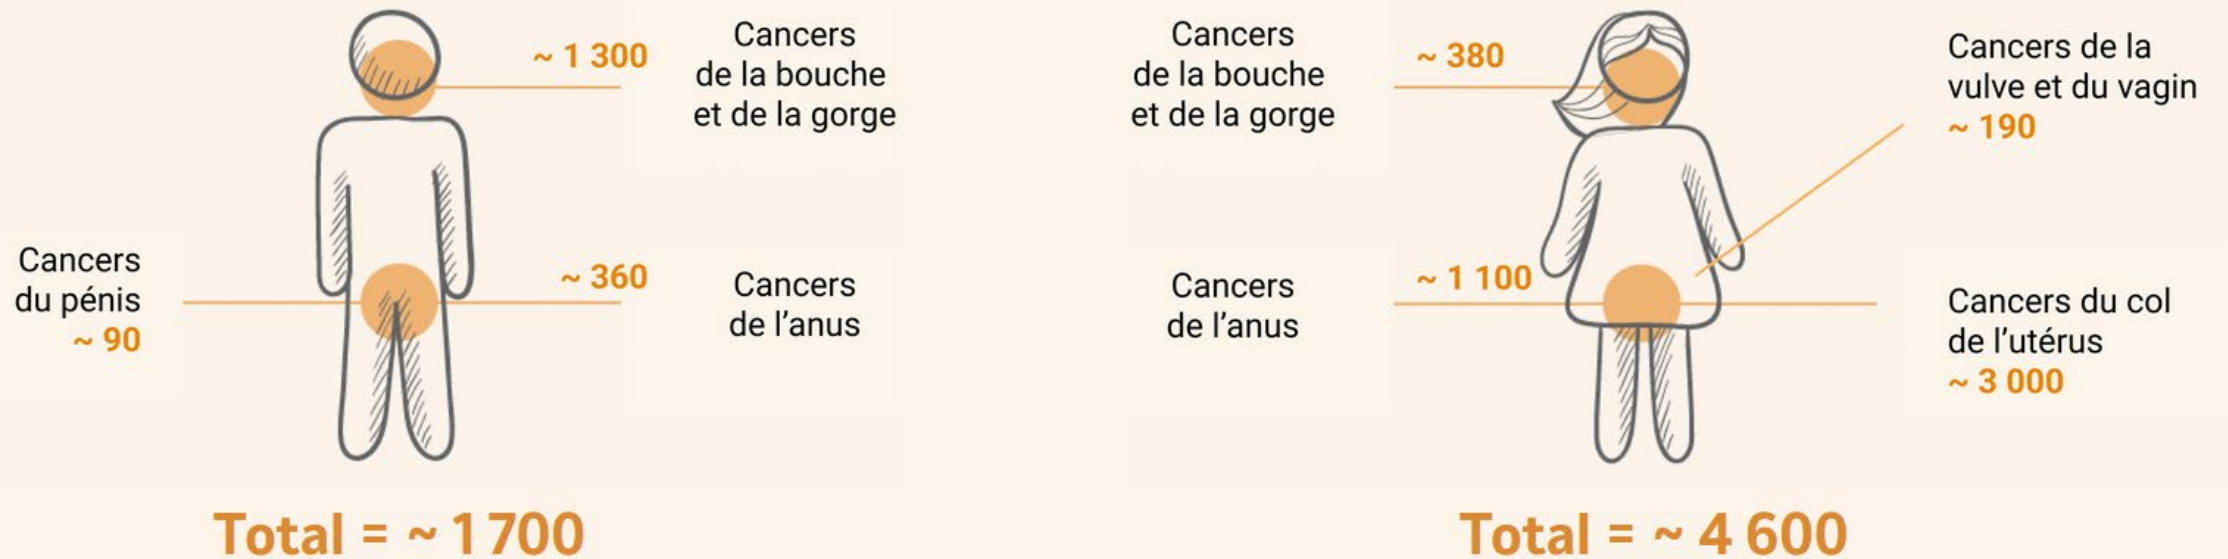 ~ 1 300
Cancers
de la bouche
et de la gorge
Cancers
du pénis
~ 90
~ 360
Cancers
de l'anus
Total = ~ 1 700
Cancers
de la bouche
et de la gorge
~ 380
Cancers de la
vulve et du vagin
~ 190
Cancers
de l'anus
~ 1 100
Cancers du col
de l'utérus
~ 3 000
Total = ~ 4 600